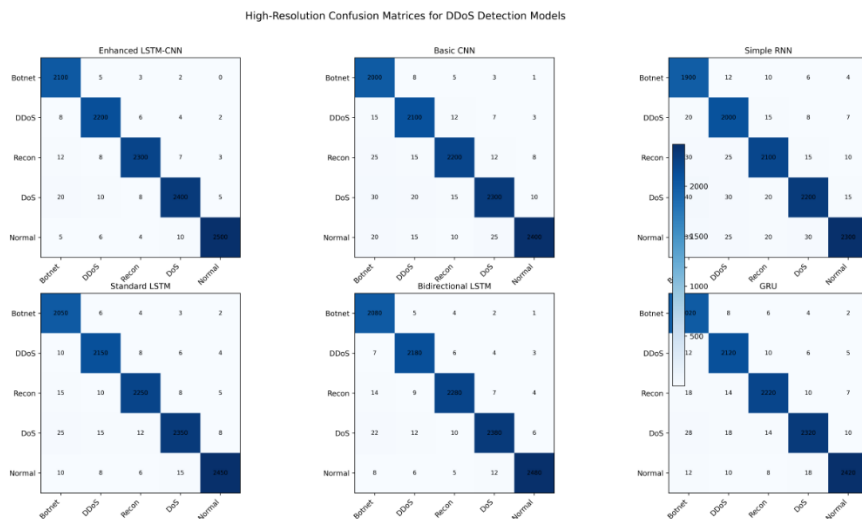 High-Resolution Confusion Matrices for DDoS Detection Models
Enhanced LSTM-CNN
Botnet 2100 5 3 2 0
DDoS 8 2200 6 4 2
Recon 12 8 2300 7 3
DoS 20 10 8 2400 5
Normal 5 6 4 10 2500
Botnet DDoS Recon DoS Normal
Basic CNN
Botnet 2000 8 5 3 1
DDoS 15 2100 12 7 3
Recon 25 15 2200 12 8
DoS 30 20 15 2300 10
Normal 20 15 10 25 2400
Botnet DDoS Recon DoS Normal
Simple RNN
Botnet 1900 12 10 6 4
DDoS 20 2000 15 8 7
Recon 30 25 2100 15 10
DoS 40 30 20 2200 15
Normal 25 20 30 2300
Botnet DDoS Recon DoS Normal
2000
1500
1000
500
Standard LSTM
Botnet 2050 6 4 3 2
DDoS 10 2150 8 6 4
Recon 15 10 2250 8 5
DoS 25 15 12 2350 8
Normal 10 8 6 15 2450
Botnet DDoS Recon DoS Normal
Bidirectional LSTM
Botnet 2080 5 4 2 1
DDoS 7 2180 6 4 3
Recon 14 9 2280 7 4
DoS 22 12 10 2380 6
Normal 8 6 5 12 2480
Botnet DDoS Recon DoS Normal
GRU
Botnet 8 6 4 2
DDoS 12 2120 10 6 5
Recon 18 14 2220 10 7
DoS 28 18 14 2320 10
Normal 12 10 8 18 2420
Botnet DDoS Recon DoS Normal